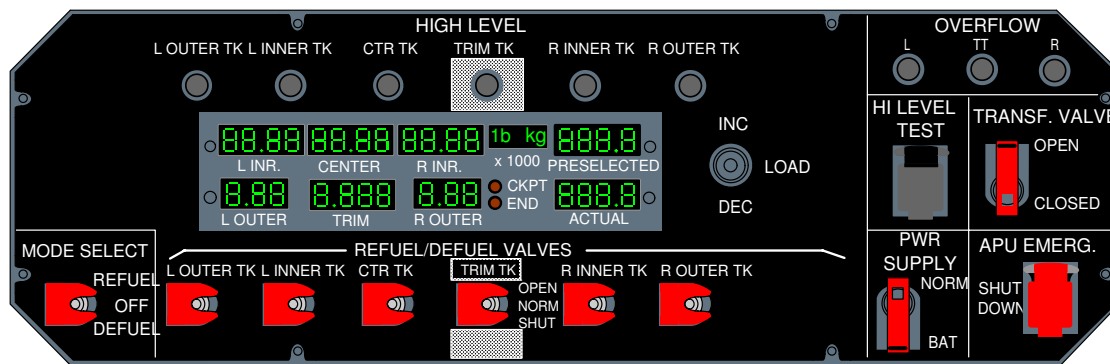 HIGH LEVEL
L OUTER TK L INNER TK CTR TK TRIM TK R INNER TK R OUTER TK
88.88 88.88 88.88 lb kg 888.8
L INR. CENTER R INR. x 1000 PRESELECTED
8.88 8.888 8.88 CKPT 888.8
END
L OUTER TRIM R OUTER ACTUAL
INC
LOAD
DEC
OVERFLOW
L TT R
HI LEVEL
TEST
TRANSF. VALVE
OPEN
CLOSED
MODE SELECT
REFUEL
OFF
DEFUEL
REFUEL/DEFUEL VALVES
L OUTER TK L INNER TK CTR TK TRIM TK R INNER TK R OUTER TK
OPEN
NORM
SHUT
PWR
SUPPLY
NORM
BAT
APU EMERG.
SHUT
DOWN